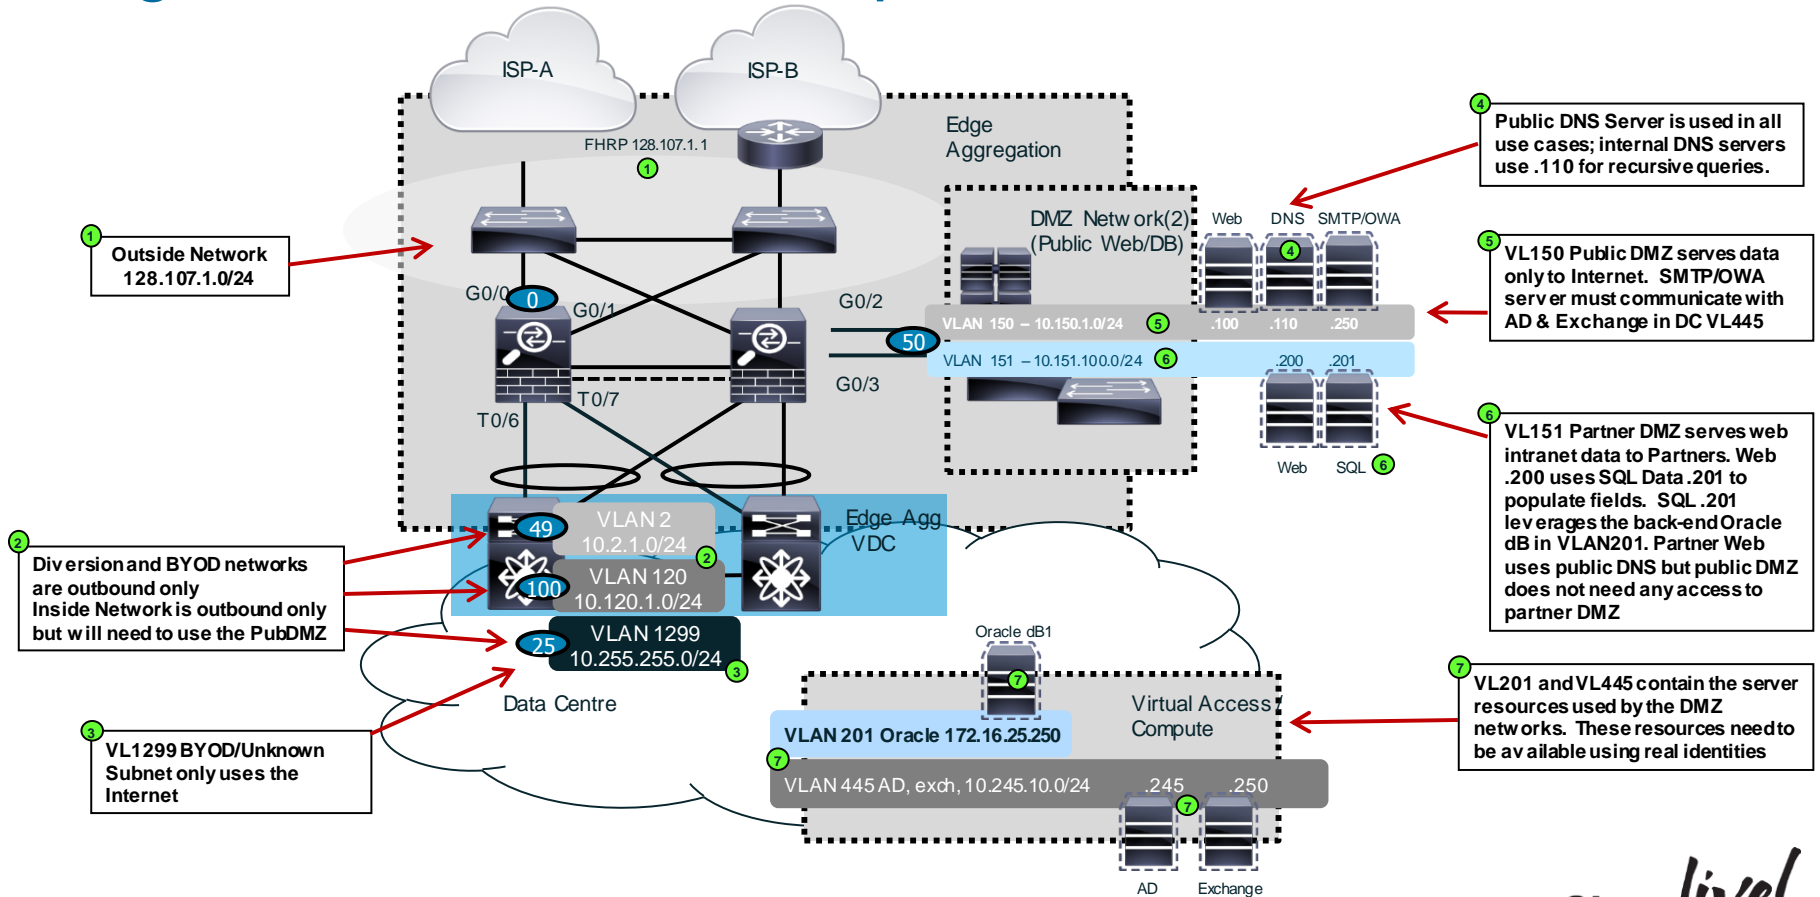 ISP-A
ISP-B
FHRP 128.107.1.1
1
Edge
Aggregation
1
Outside Network
128.107.1.0/24
G0/0
0
G0/1
G0/2
50
G0/3
T0/7
T0/6
DMZ Network(2)
(Public Web/DB)
Web
DNS
SMTP/OWA
4
VLAN 150 – 10.150.1.0/24
5
.100
.110
.250
VLAN 151 – 10.151.100.0/24
6
.200
.201
Web
SQL
6
4
Public DNS Server is used in all
use cases; internal DNS servers
use .110 for recursive queries.
5
VL150 Public DMZ serves data
only to Internet. SMTP/OWA
server must communicate with
AD & Exchange in DC VL445
6
VL151 Partner DMZ serves web
intranet data to Partners. Web
.200 uses SQL Data .201 to
populate fields. SQL .201
leverages the back-end Oracle
dB in VLAN201. Partner Web
uses public DNS but public DMZ
does not need any access to
partner DMZ
49
VLAN 2
10.2.1.0/24
2
Edge Agg
VDC
100
VLAN 120
10.120.1.0/24
25
VLAN 1299
10.255.255.0/24
3
2
Diversion and BYOD networks
are outbound only
Inside Network is outbound only
but will need to use the PubDMZ
3
VL1299 BYOD/Unknown
Subnet only uses the
Internet
Data Centre
Oracle dB1
7
Virtual Access /
Compute
VLAN 201 Oracle 172.16.25.250
7
VLAN 445 AD, exch, 10.245.10.0/24
.245
.250
7
AD
Exchange
7
VL201 and VL445 contain the server
resources used by the DMZ
networks. These resources need to
be available using real identities
live!